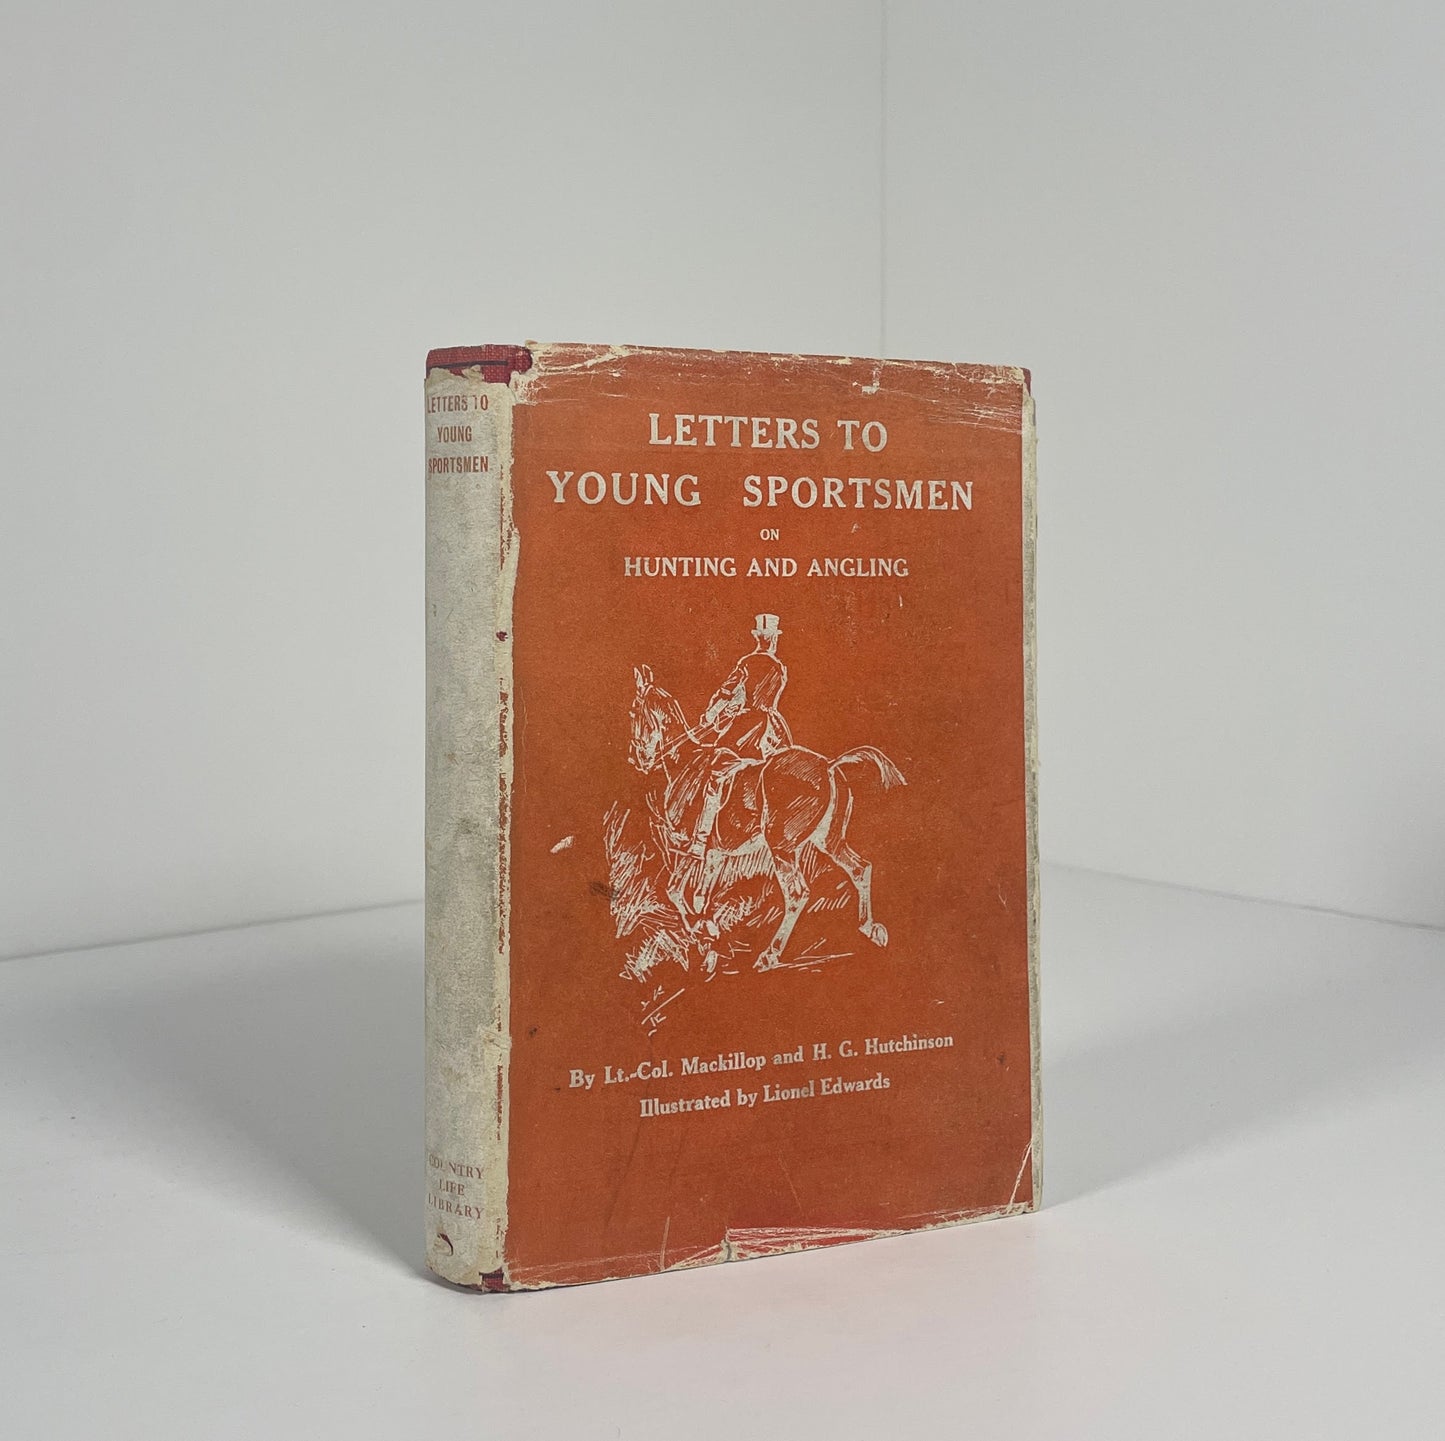 LETTERS TO
YOUNG
SPORTSMEN
COUNTRY
LIFE
LIBRARY
LETTERS TO
YOUNG SPORTSMEN
ON
HUNTING AND ANGLING
By Lt.-Col. Mackillop and H. G. Hutchinson
Illustrated by Lionel Edwards